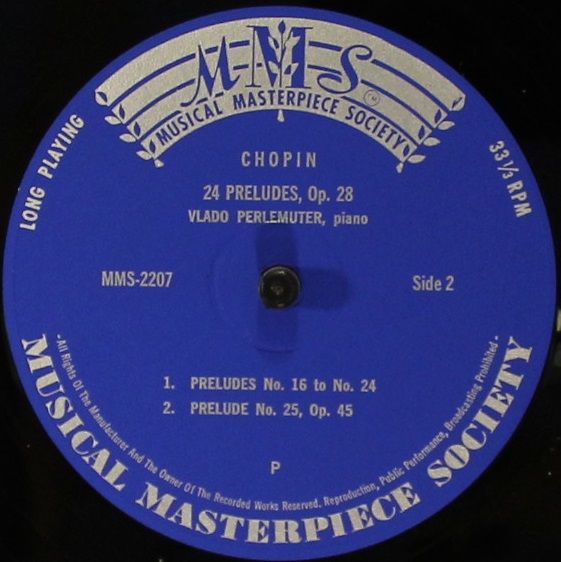 MMS
MUSICAL MASTERPIECE SOCIETY
LONG PLAYING
33 1/3 RPM
CHOPIN
24 PRELUDES, Op. 28
VLADO PERLEMUTER, piano
MMS-2207
Side 2
1. PRELUDES No. 16 to No. 24
2. PRELUDE No. 25, Op. 45
P
-All Rights Of The Manufacturer And The Owner Of The Recorded Works Reserved. Reproduction, Public Performance, Broadcasting Prohibited-
MUSICAL MASTERPIECE SOCIETY